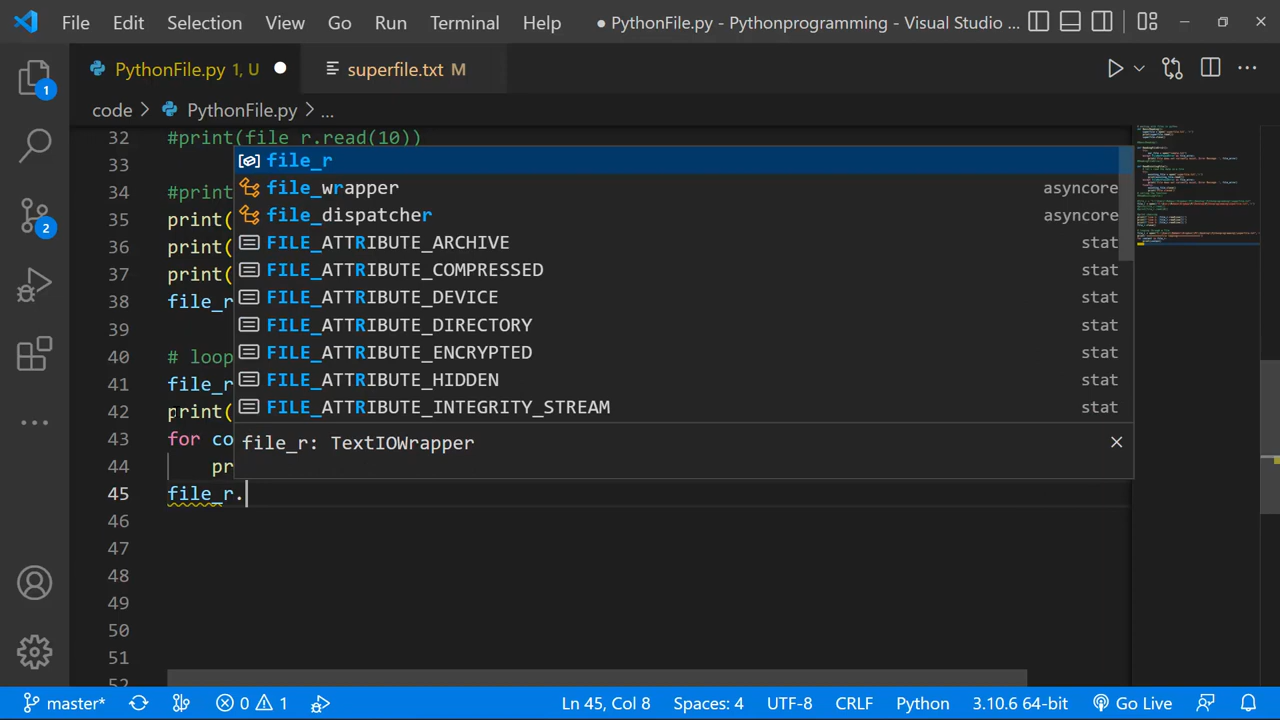 File Edit Selection View Go Run Terminal Help ● PythonFile.py - Pythonprogramming - Visual Studio ...
PythonFile.py 1, U ●
superfile.txt M
code > PythonFile.py > ...
1
2
32 #print(file_r.read(10))
33
34 #print
35 print(
36 print(
37 print(
38 file_r
39
40 # loop
41 file_r
42 print(
43 for co
44 pr
45 file_r.
46
47
48
49
50
51
52
file_r
file_wrapper asyncore
file_dispatcher asyncore
FILE_ATTRIBUTE_ARCHIVE stat
FILE_ATTRIBUTE_COMPRESSED stat
FILE_ATTRIBUTE_DEVICE stat
FILE_ATTRIBUTE_DIRECTORY stat
FILE_ATTRIBUTE_ENCRYPTED stat
FILE_ATTRIBUTE_HIDDEN stat
FILE_ATTRIBUTE_INTEGRITY_STREAM stat
file_r: TextIOWrapper
master* 0 1 Ln 45, Col 8 Spaces: 4 UTF-8 CRLF Python 3.10.6 64-bit Go Live